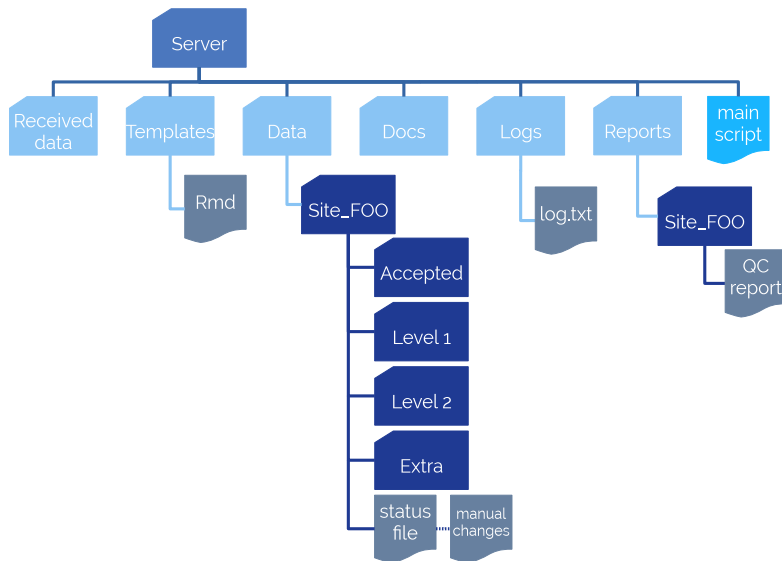 Server
Received
data
Templates
Data
Docs
Logs
Reports
main
script
Rmd
Site_FOO
log.txt
Site_FOO
Accepted
QC
report
Level 1
Level 2
Extra
status
file
manual
changes